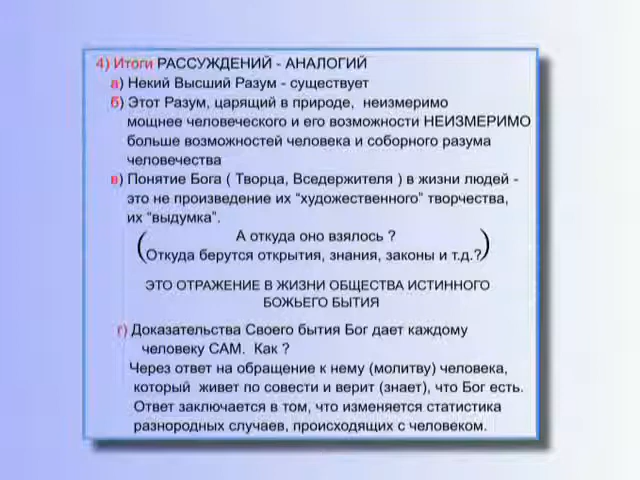 4) Итоги РАССУЖДЕНИЙ - АНАЛОГИЙ
а) Некий Высший Разум - существует
б) Этот Разум, царящий в природе, неизмеримо
мощнее человеческого и его возможности НЕИЗМЕРИМО
больше возможностей человека и соборного разума
человечества
в) Понятие Бога ( Творца, Вседержителя ) в жизни людей -
это не произведение их “художественного” творчества,
их “выдумка”.
( А откуда оно взялось ?
Откуда берутся открытия, знания, законы и т.д.? )
ЭТО ОТРАЖЕНИЕ В ЖИЗНИ ОБЩЕСТВА ИСТИННОГО
БОЖЬЕГО БЫТИЯ
г) Доказательства Своего бытия Бог дает каждому
человеку САМ. Как ?
Через ответ на обращение к нему (молитву) человека,
который живет по совести и верит (знает), что Бог есть.
Ответ заключается в том, что изменяется статистика
разнородных случаев, происходящих с человеком.